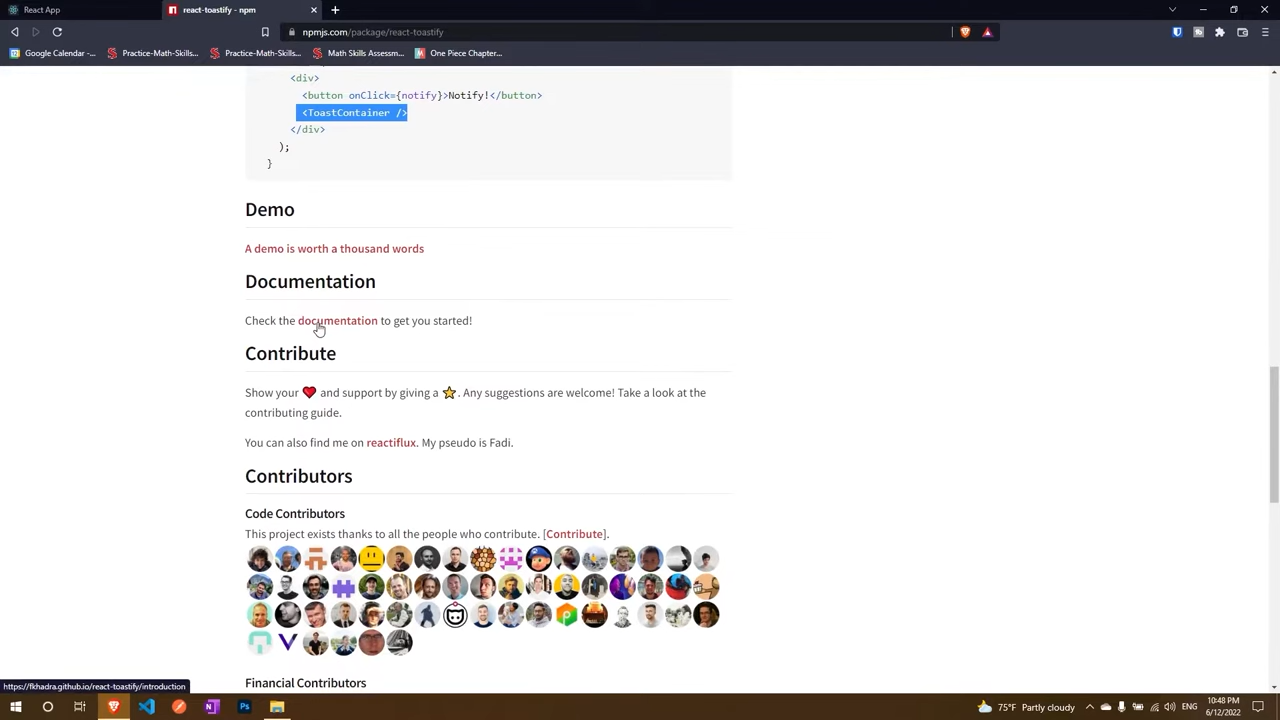 React App
react-toastify - npm
npmjs.com/package/react-toastify
Google Calendar -...
Practice-Math-Skills...
Practice-Math-Skills...
Math Skills Assessm...
One Piece Chapter...
<div>
<button onClick={notify}>Notify!</button>
<ToastContainer />
</div>
);
}
Demo
A demo is worth a thousand words
Documentation
Check the documentation to get you started!
Contribute
Show your ❤️ and support by giving a ⭐. Any suggestions are welcome! Take a look at the
contributing guide.
You can also find me on reactiflux. My pseudo is Fadi.
Contributors
Code Contributors
This project exists thanks to all the people who contribute. [Contribute].
Financial Contributors
https://fkhadra.github.io/react-toastify/introduction
75°F Partly cloudy
10:48 PM
6/12/2022